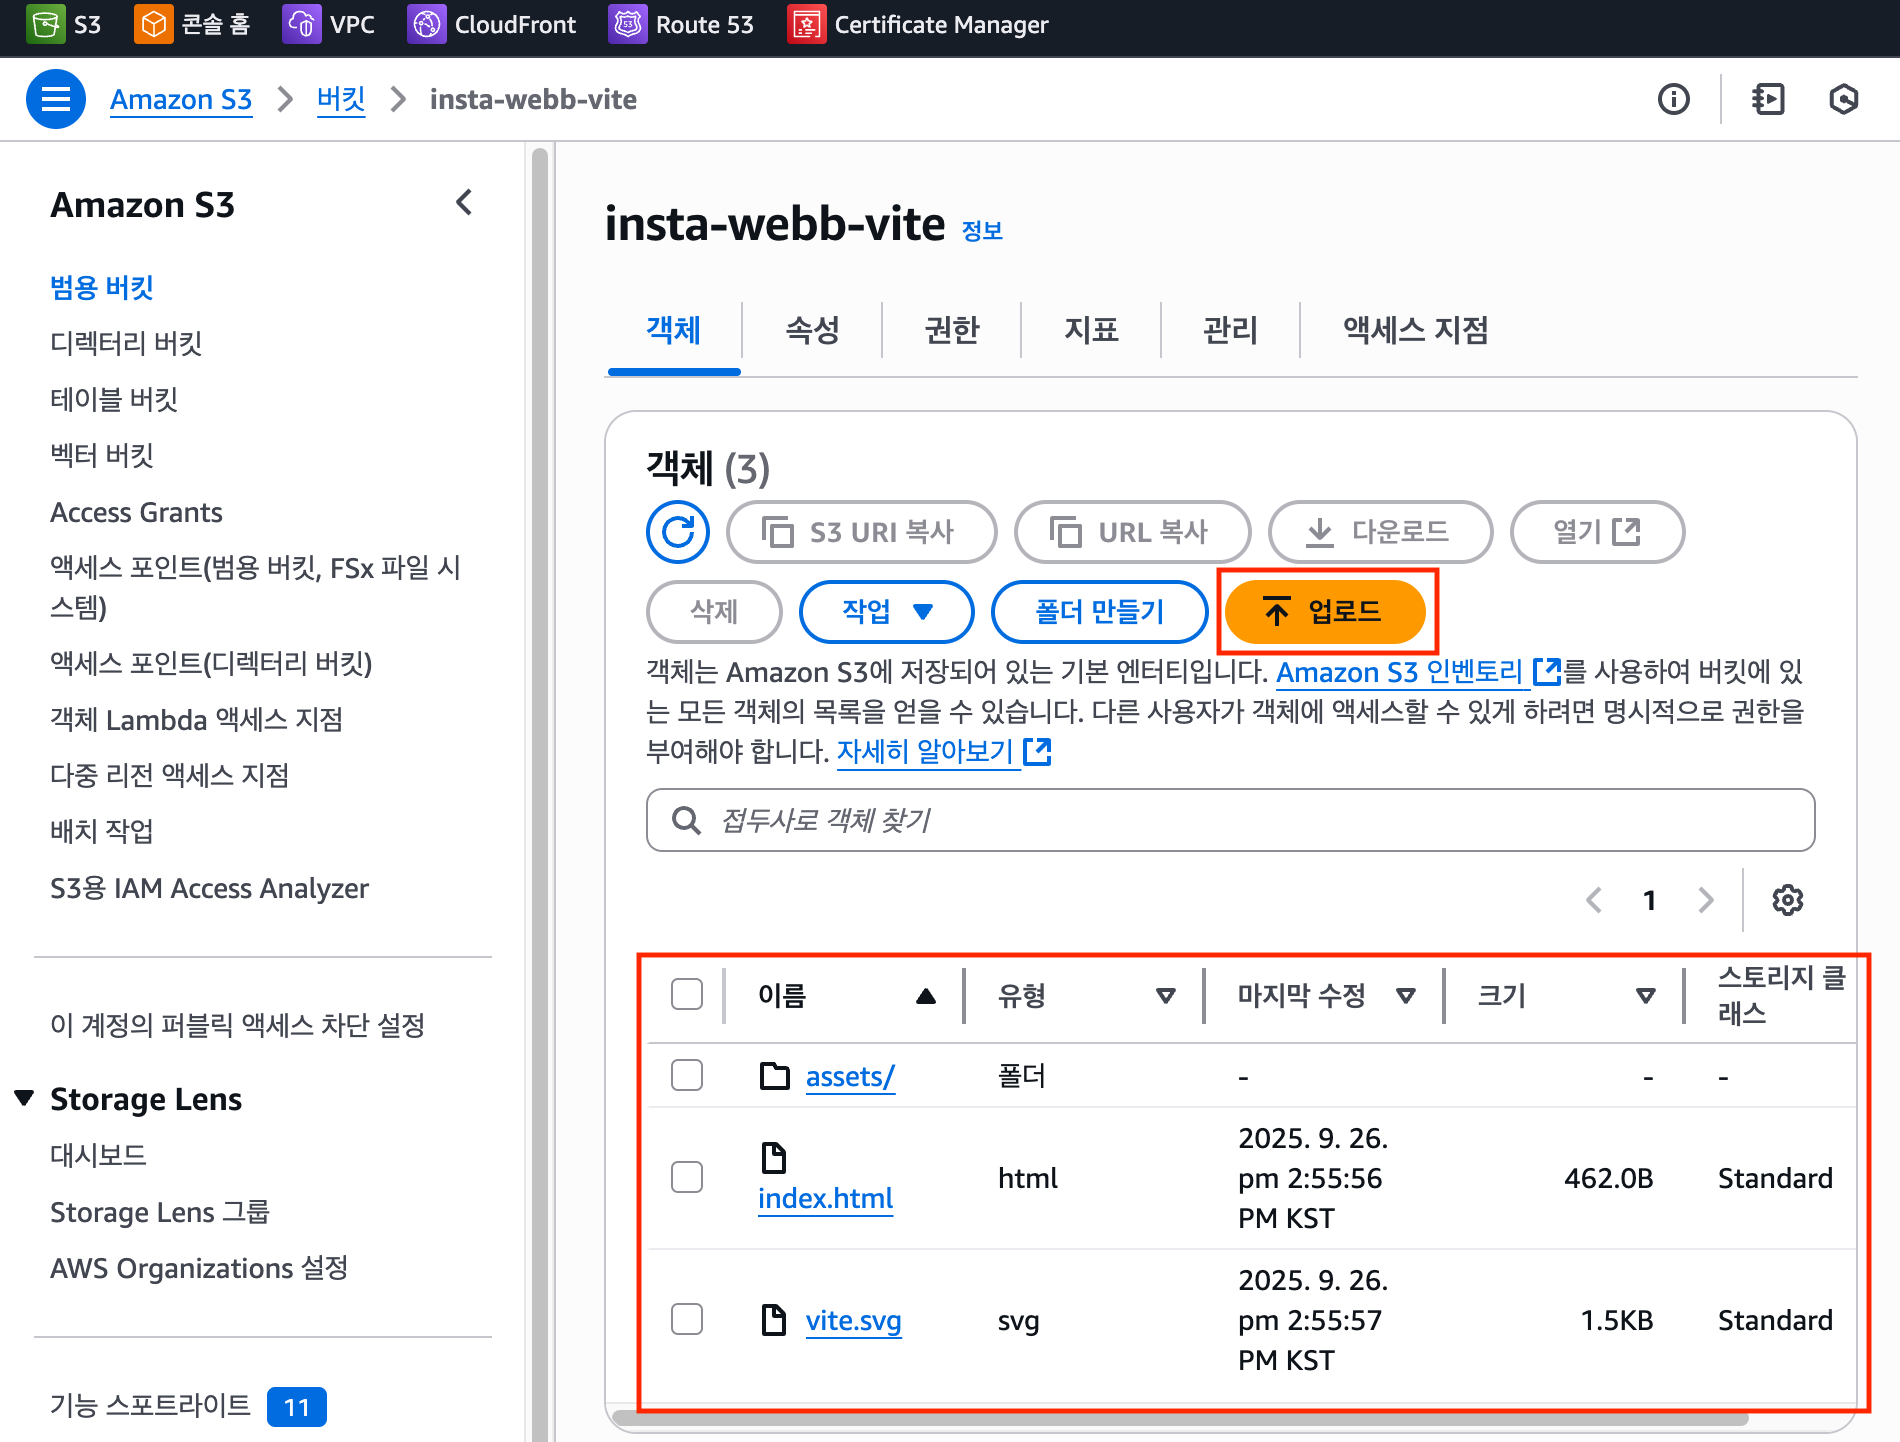 S3 콘솔 홈 VPC CloudFront Route 53 Certificate Manager
Amazon S3 버킷 insta-webb-vite
Amazon S3
범용 버킷
디렉터리 버킷
테이블 버킷
벡터 버킷
Access Grants
액세스 포인트(범용 버킷, FSx 파일 시
스템)
액세스 포인트(디렉터리 버킷)
객체 Lambda 액세스 지점
다중 리전 액세스 지점
배치 작업
S3용 IAM Access Analyzer
이 계정의 퍼블릭 액세스 차단 설정
Storage Lens
대시보드
Storage Lens 그룹
AWS Organizations 설정
기능 스포트라이트 11
insta-webb-vite 정보
객체 속성 권한 지표 관리 액세스 지점
객체 (3)
S3 URI 복사 URL 복사 다운로드 열기
삭제 작업 폴더 만들기 업로드
객체는 Amazon S3에 저장되어 있는 기본 엔터티입니다. Amazon S3 인벤토리를 사용하여 버킷에 있
는 모든 객체의 목록을 얻을 수 있습니다. 다른 사용자가 객체에 액세스할 수 있게 하려면 명시적으로 권한을
부여해야 합니다. 자세히 알아보기
접두사로 객체 찾기
1
이름 유형 마지막 수정 크기 스토리지 클
래스
assets/ 폴더 - - -
index.html html 2025. 9. 26.
pm 2:55:56
PM KST 462.0B Standard
vite.svg svg 2025. 9. 26.
pm 2:55:57
PM KST 1.5KB Standard